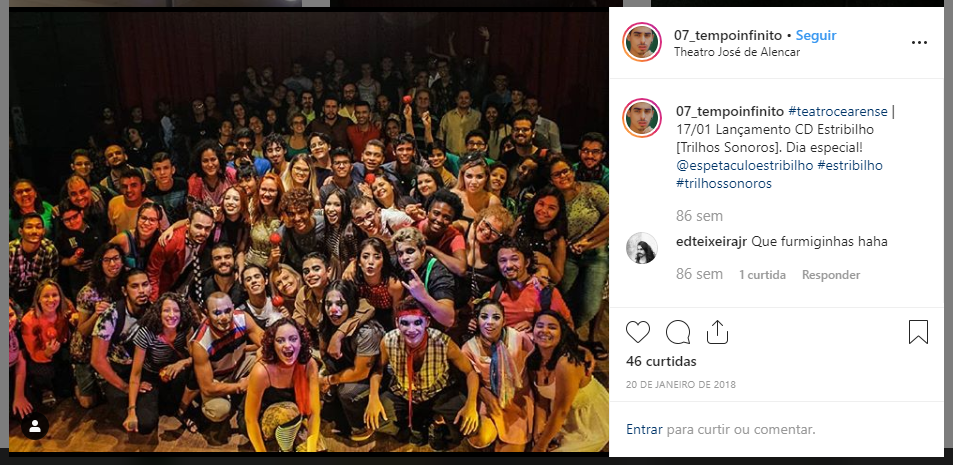 07_tempoinfinito • Seguir
Theatro José de Alencar
07_tempoinfinito #teatrocearense |
17/01 Lançamento CD Estribilho
[Trilhos Sonoros]. Dia especial!
@espetaculoestribilho #estribilho
#trilhossonoros
86 sem
edteixeirajr Que furmiginhas haha
86 sem 1 curtida Responder
46 curtidas
20 DE JANEIRO DE 2018
Entrar para curtir ou comentar.